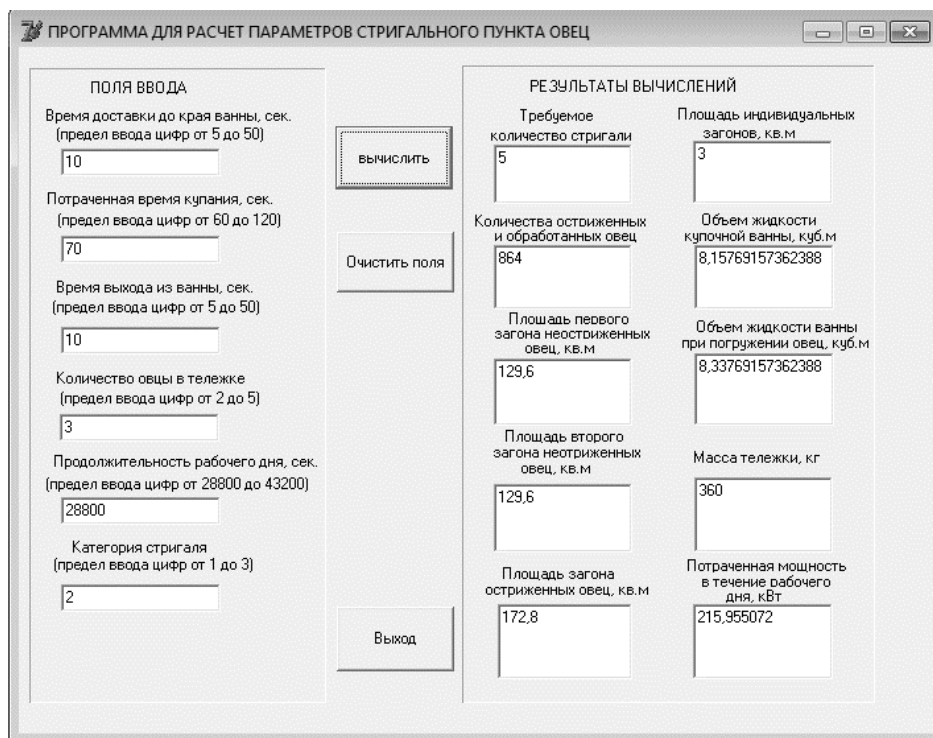 ПРОГРАММА ДЛЯ РАСЧЕТ ПАРАМЕТРОВ СТРИГАЛЬНОГО ПУНКТА ОВЕЦ
ПОЛЯ ВВОДА
Время доставки до края ванны, сек.
(предел ввода цифр от 5 до 50)
10
Потраченная время купания, сек.
(предел ввода цифр от 60 до 120)
70
Время выхода из ванны, сек.
(предел ввода цифр от 5 до 50)
10
Количество овцы в тележке
(предел ввода цифр от 2 до 5)
3
Продолжительность рабочего дня, сек.
(предел ввода цифр от 28800 до 43200)
28800
Категория стригаля
(предел ввода цифр от 1 до 3)
2
вычислить
Очистить поля
Выход
РЕЗУЛЬТАТЫ ВЫЧИСЛЕНИЙ
Требуемое
количество стригали
5
Количества остриженных
и обработанных овец
864
Площадь первого
загона неостриженных
овец, кв.м
129,6
Площадь второго
загона неотриженных
овец, кв.м
129,6
Площадь загона
остриженных овец, кв.м
172,8
Площадь индивидуальных
загонов, кв.м
3
Объем жидкости
купочной ванны, куб.м
8,15769157362388
Объем жидкости ванны
при погружении овец, куб.м
8,33769157362388
Масса тележки, кг
360
Потраченная мощность
в течение рабочего
дня, кВт
215,955072